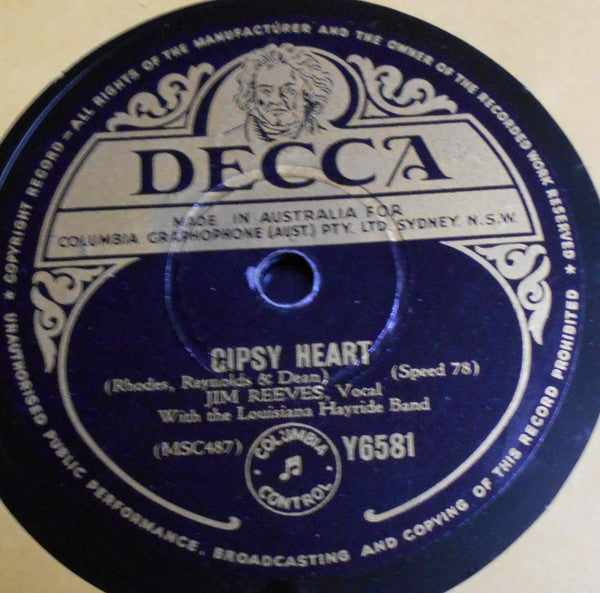 ★ COPYRIGHT RECORD = ALL RIGHTS OF THE MANUFACTURER AND THE OWNER OF THE RECORDED WORK RESERVED ★
DECCA
MADE IN AUSTRALIA FOR
COLUMBIA GRAPHOPHONE (AUST.) PTY. LTD. SYDNEY. N.S.W.
GIPSY HEART
(Rhodes, Reynolds & Dean) (Speed 78)
JIM REEVES, Vocal
With the Louisiana Hayride Band
(MSC487) Y6581
COLUMBIA
CONTROL
UNAUTHORISED PUBLIC PERFORMANCE. BROADCASTING AND COPYING OF THIS RECORD PROHIBITED